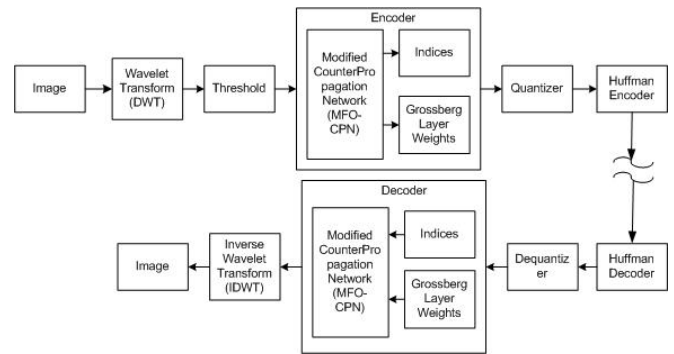 Encoder
Image
Wavelet
Transform
(DWT)
Threshold
Modified
CounterPro
pagation
Network
(MFO-
CPN)
Indices
Grossberg
Layer
Weights
Quantizer
Huffman
Encoder
Decoder
Image
Inverse
Wavelet
Transform
(IDWT)
Modified
CounterPro
pagation
Network
(MFO-
CPN)
Indices
Grossberg
Layer
Weights
Dequantiz
er
Huffman
Decoder